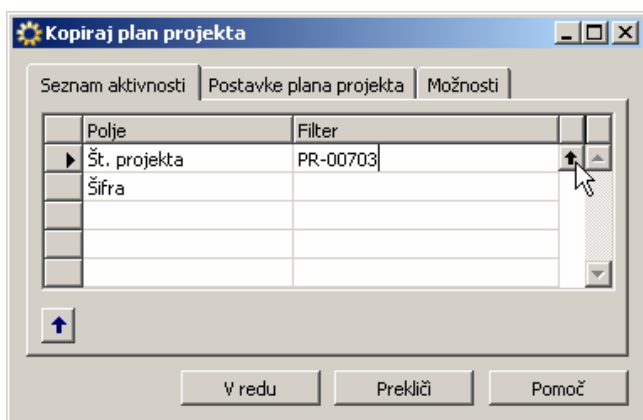 Kopiraj plan projekta
Seznam aktivnosti Postavke plana projekta Možnosti
Polje Filter
Št. projekta PR-00703
Šifra
V redu Prekliči Pomoč